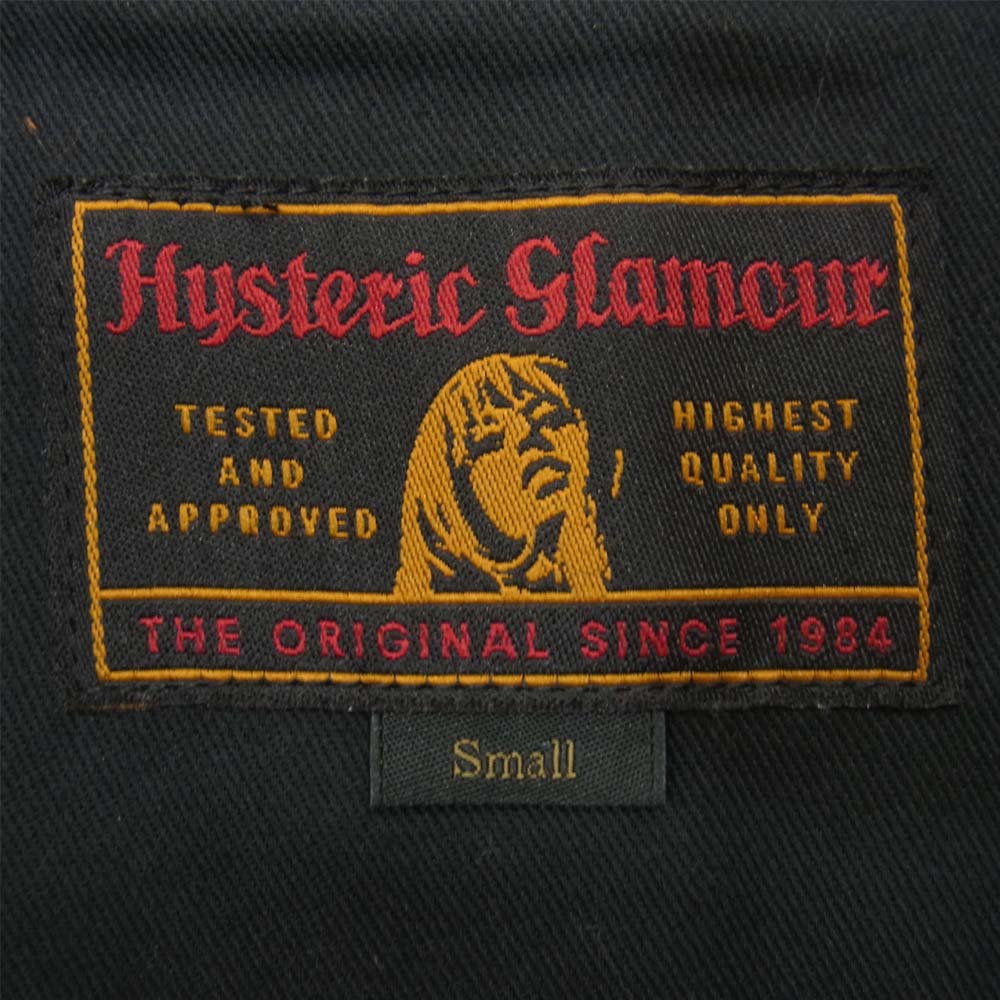 Hysteric Glamour
TESTED
AND
APPROVED
HIGHEST
QUALITY
ONLY
THE ORIGINAL SINCE 1984
Small